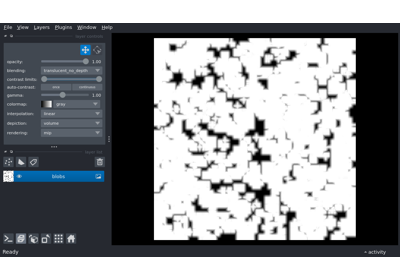 File View Layers Plugins Window Help
opacity: 1.00
blending: translucent_no_depth
contrast limits:
auto-contrast: once continuous
gamma: 1.00
colormap: gray
interpolation: linear
depiction: volume
rendering: mip
blobs
Ready
activity